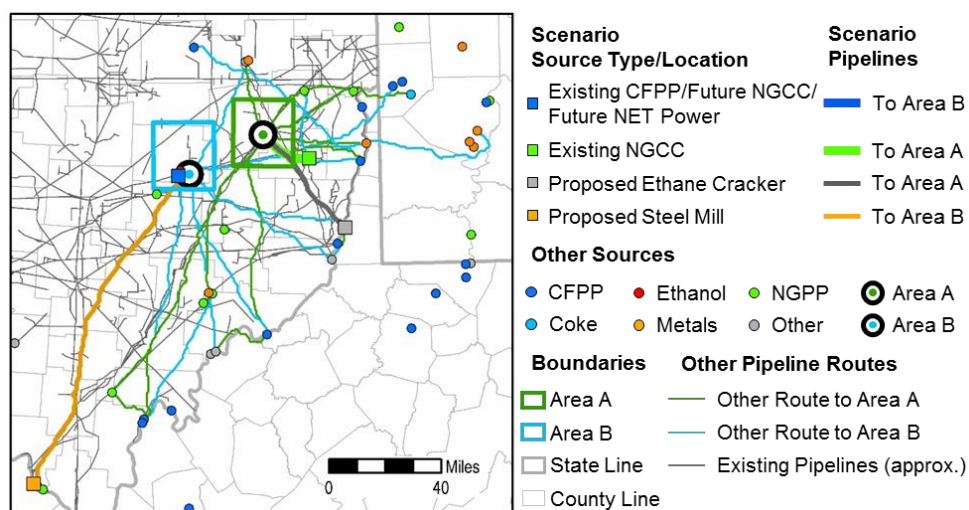 Scenario
Source Type/Location
Scenario
Pipelines
Existing CFPP/Future NGCC/
Future NET Power
To Area B
Existing NGCC
To Area A
Proposed Ethane Cracker
To Area A
Proposed Steel Mill
To Area B
Other Sources
CFPP
Ethanol
NGPP
Area A
Coke
Metals
Other
Area B
Boundaries
Other Pipeline Routes
Area A
Other Route to Area A
Area B
Other Route to Area B
State Line
Existing Pipelines (approx.)
County Line
Miles
0 40